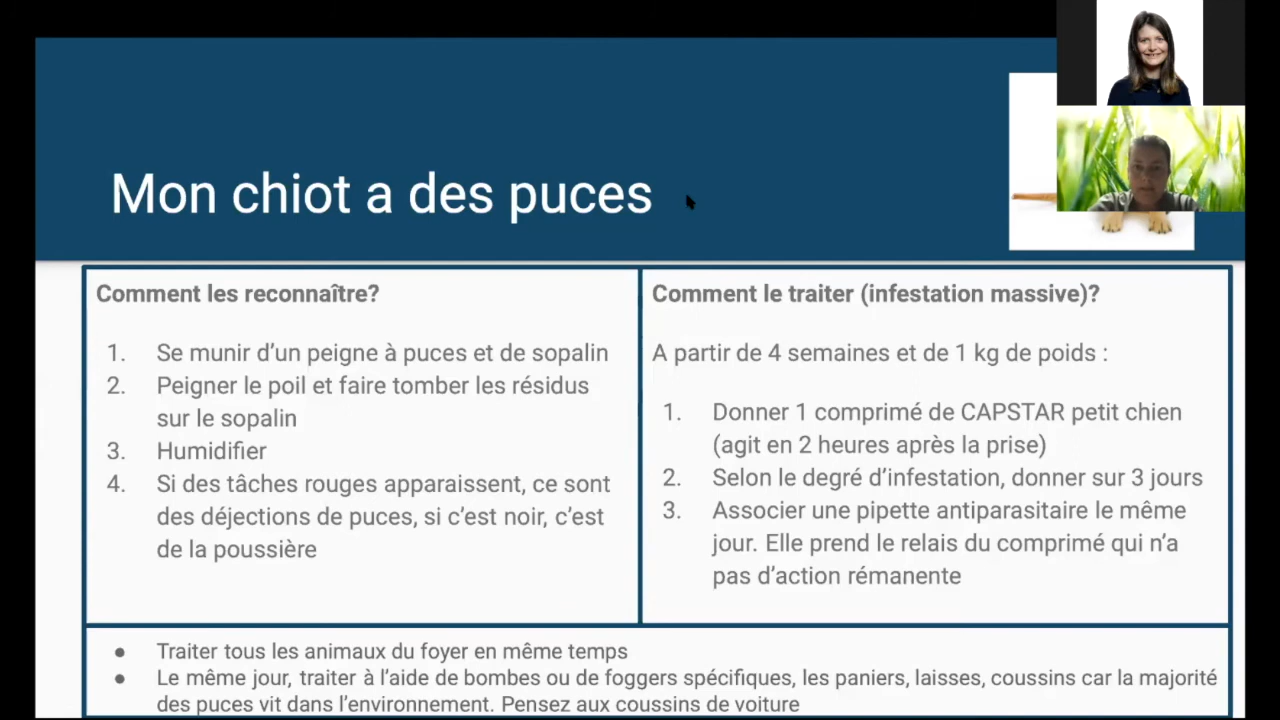 Mon chiot a des puces
Comment les reconnaître?
1. Se munir d’un peigne à puces et de sopalin
2. Peigner le poil et faire tomber les résidus
sur le sopalin
3. Humidifier
4. Si des tâches rouges apparaissent, ce sont
des déjections de puces, si c’est noir, c’est
de la poussière
Comment le traiter (infestation massive)?
A partir de 4 semaines et de 1 kg de poids :
1. Donner 1 comprimé de CAPSTAR petit chien
(agit en 2 heures après la prise)
2. Selon le degré d’infestation, donner sur 3 jours
3. Associer une pipette antiparasitaire le même
jour. Elle prend le relais du comprimé qui n’a
pas d’action rémanente
● Traiter tous les animaux du foyer en même temps
● Le même jour, traiter à l’aide de bombes ou de foggers spécifiques, les paniers, laisses, coussins car la majorité
des puces vit dans l’environnement. Pensez aux coussins de voiture